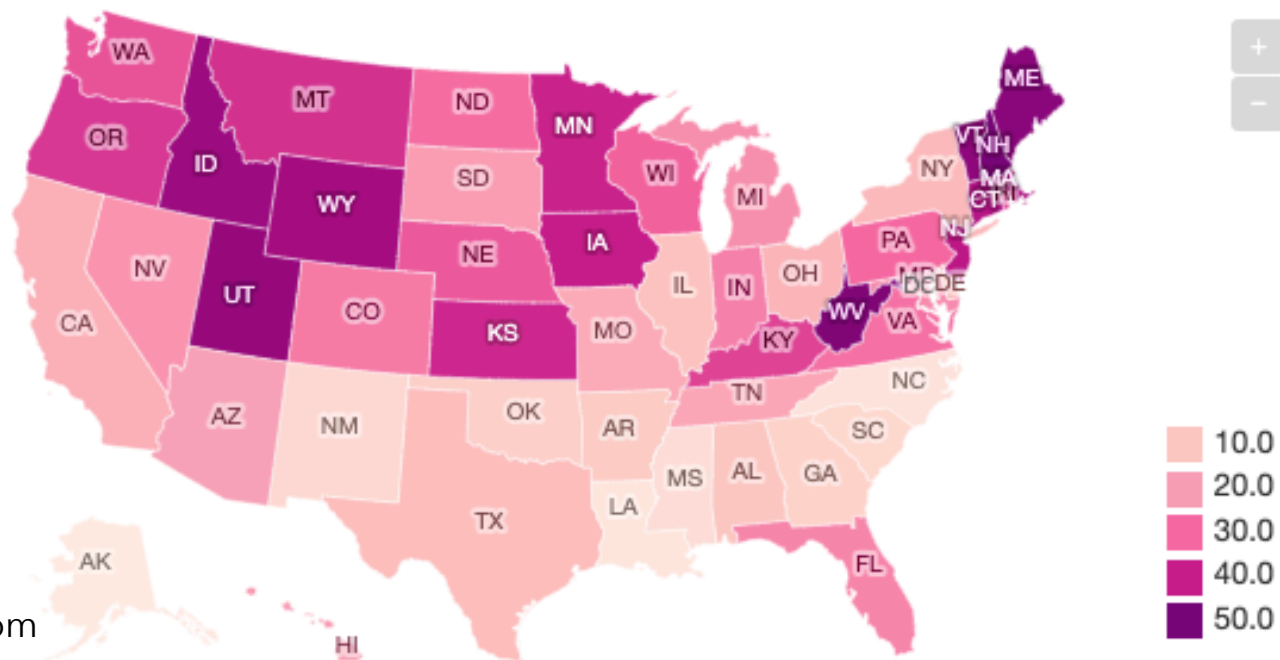 WA
MT
ND
MN
ME
OR
ID
SD
WI
MI
NY
VT
NH
MA
CT
RI
WY
NE
IA
PA
NJ
NV
UT
CO
KS
IL
IN
OH
MD
DC
DE
WV
VA
CA
MO
KY
AZ
NM
OK
AR
TN
NC
SC
TX
LA
MS
AL
GA
AK
HI
FL
om
+
−
10.0
20.0
30.0
40.0
50.0